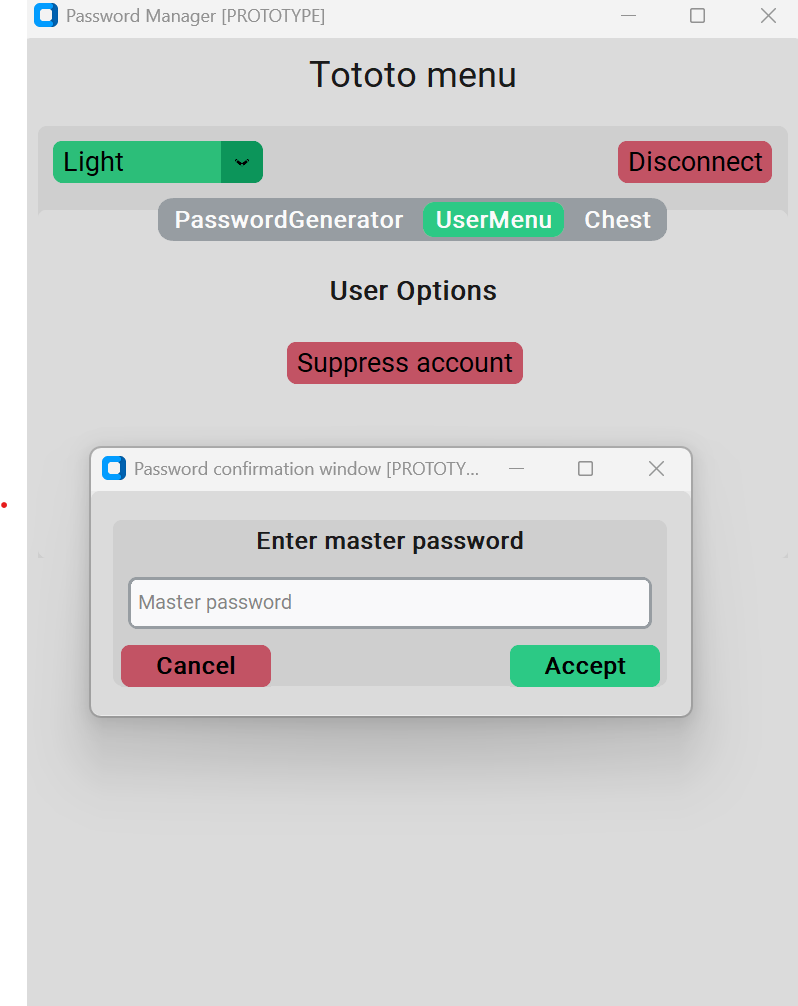 Password Manager [PROTOTYPE]
Tototo menu
Light
Disconnect
PasswordGenerator
UserMenu
Chest
User Options
Suppress account
Password confirmation window [PROTOTY...
Enter master password
Master password
Cancel
Accept